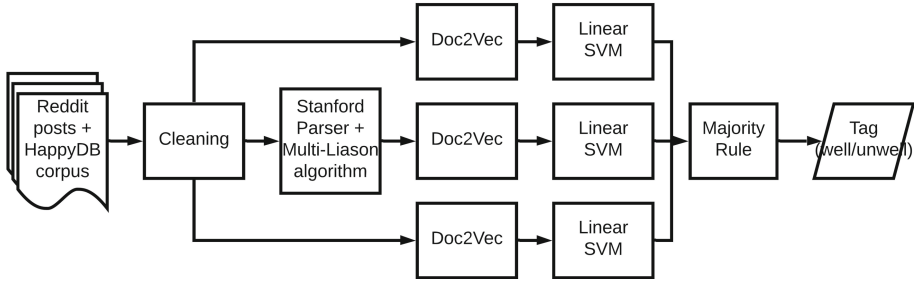 Reddit
posts +
HappyDB
corpus
Cleaning
Stanford
Parser +
Multi-Liason
algorithm
Doc2Vec
Linear
SVM
Doc2Vec
Linear
SVM
Doc2Vec
Linear
SVM
Majority
Rule
Tag
(well/unwell)